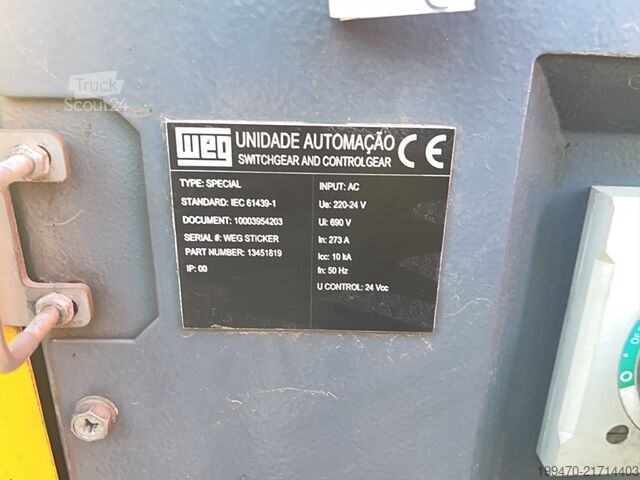 Truck
Scout24
weg UNIDADE AUTOMAÇÃO CE
SWITCHGEAR AND CONTROLGEAR
TYPE: SPECIAL
STANDARD: IEC 61439-1
DOCUMENT: 10003954203
SERIAL #: WEG STICKER
PART NUMBER: 13451819
IP: 00
INPUT: AC
Ue: 220-24 V
Ui: 690 V
In: 273 A
Icc: 10 kA
fn: 50 Hz
U CONTROL: 24 Vcc
199470-21714403